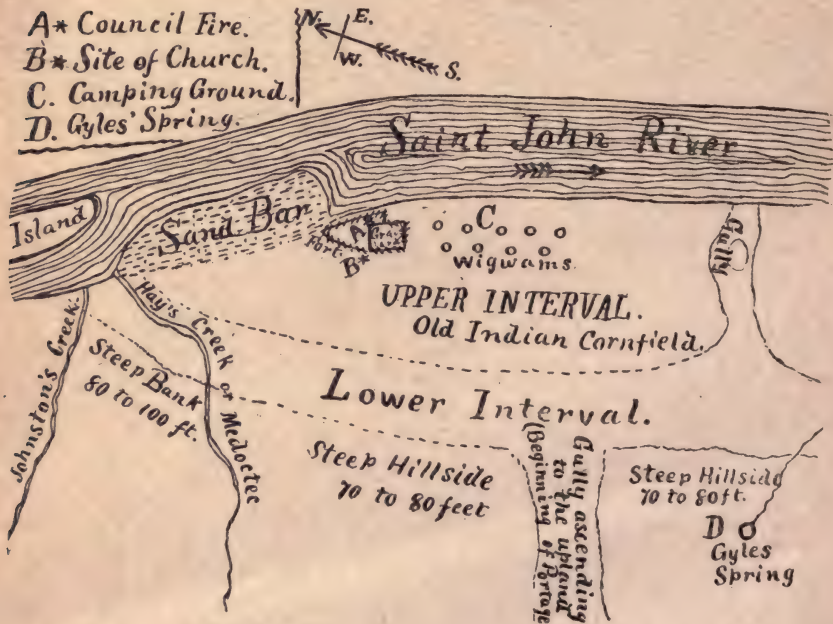 A* Council Fire.
B* Site of Church.
C. Camping Ground.
D. Gyles' Spring.
N. E.
W. S.
Saint John River
Island
Sand Bar
A
Fort
B*
C
Wigwams.
Gully
UPPER INTERVAL.
Old Indian Cornfield.
Johnston's Creek.
Hay's Creek or Medoctec
Steep Bank
80 to 100 ft.
Lower Interval.
Steep Hillside
70 to 80 feet
Gully ascending
to the upland
(Beginning of Portage
Steep Hillside
70 to 80 ft.
D
Gyles
Spring